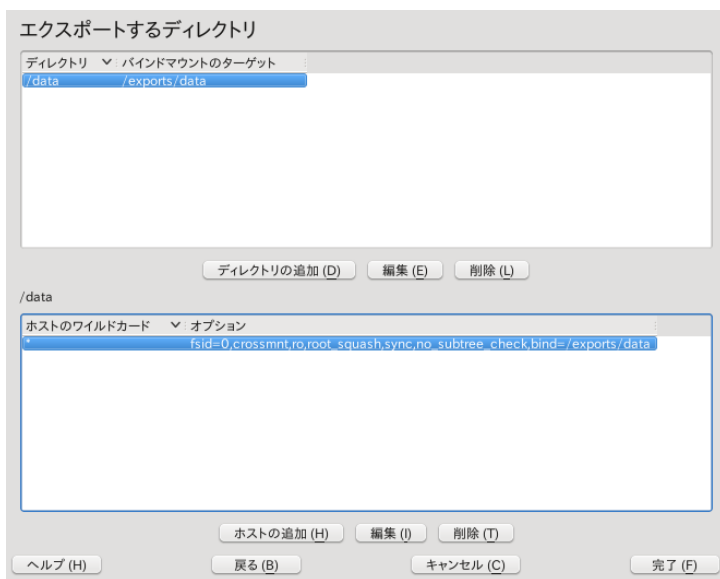 エクスポートするディレクトリ
ディレクトリ バインドマウントのターゲット
/data /exports/data
ディレクトリの追加 (D) 編集 (E) 削除 (L)
/data
ホストのワイルドカード オプション
* fsid=0,crossmnt,ro,root_squash,sync,no_subtree_check,bind=/exports/data
ホストの追加 (H) 編集 (I) 削除 (T)
ヘルプ (H) 戻る (B) キャンセル (C) 完了 (F)